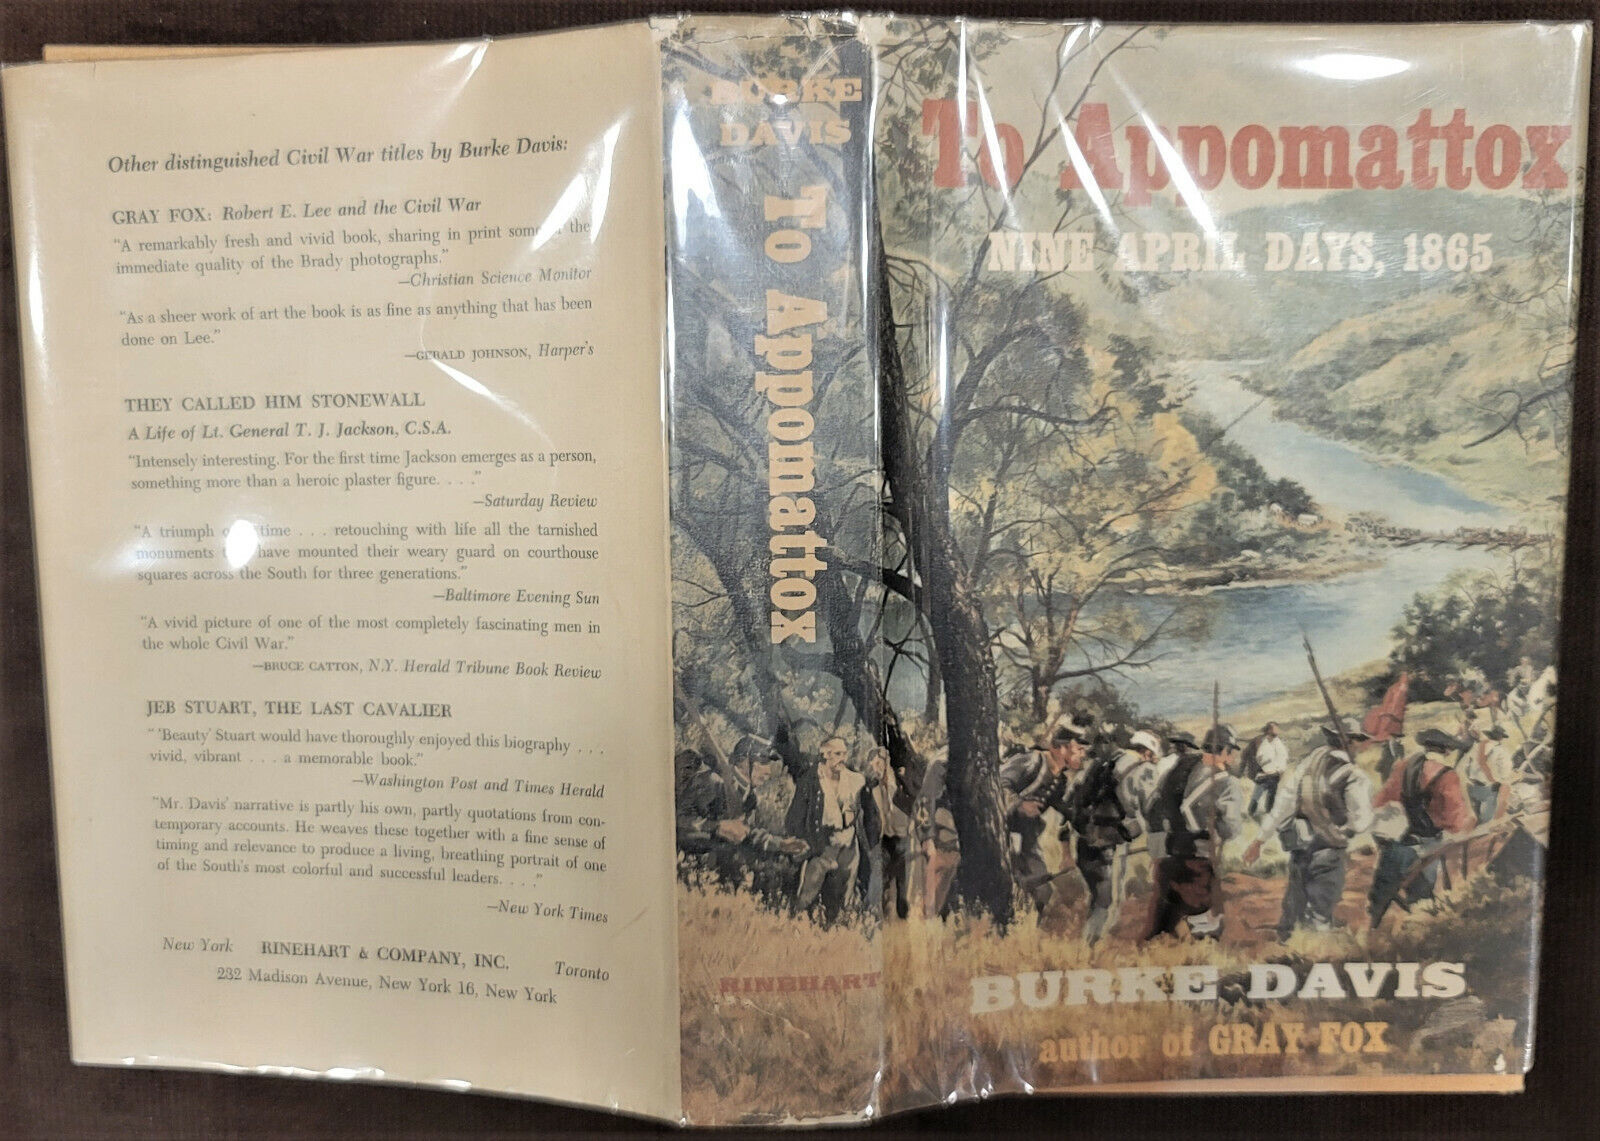 Other distinguished Civil War titles by Burke Davis:
GRAY FOX: Robert E. Lee and the Civil War
"A remarkably fresh and vivid book, sharing in print some the
immediate quality of the Brady photographs."
—Christian Science Monitor
"As a sheer work of art the book is as fine as anything that has been
done on Lee."
—GERALD JOHNSON, Harper's
THEY CALLED HIM STONEWALL
A Life of Lt. General T. J. Jackson, C.S.A.
"Intensely interesting. For the first time Jackson emerges as a person,
something more than a heroic plaster figure. . . ."
—Saturday Review
"A triumph time . . . retouching with life all the tarnished
monuments have mounted their weary guard on courthouse
squares across the South for three generations."
—Baltimore Evening Sun
"A vivid picture of one of the most completely fascinating men in
the whole Civil War."
—BRUCE CATTON, N.Y. Herald Tribune Book Review
JEB STUART, THE LAST CAVALIER
"'Beauty' Stuart would have thoroughly enjoyed this biography . . .
vivid, vibrant . . . a memorable book."
—Washington Post and Times Herald
"Mr. Davis' narrative is partly his own, partly quotations from con-
temporary accounts. He weaves these together with a fine sense of
timing and relevance to produce a living, breathing portrait of one
of the South's most colorful and successful leaders. . . ."
—New York Times
New York RINEHART & COMPANY, INC. Toronto
232 Madison Avenue, New York 16, New York
BURKE
DAVIS
To Appomattox
RINEHART
To Appomattox
NINE APRIL DAYS, 1865
BURKE DAVIS
author of GRAY FOX